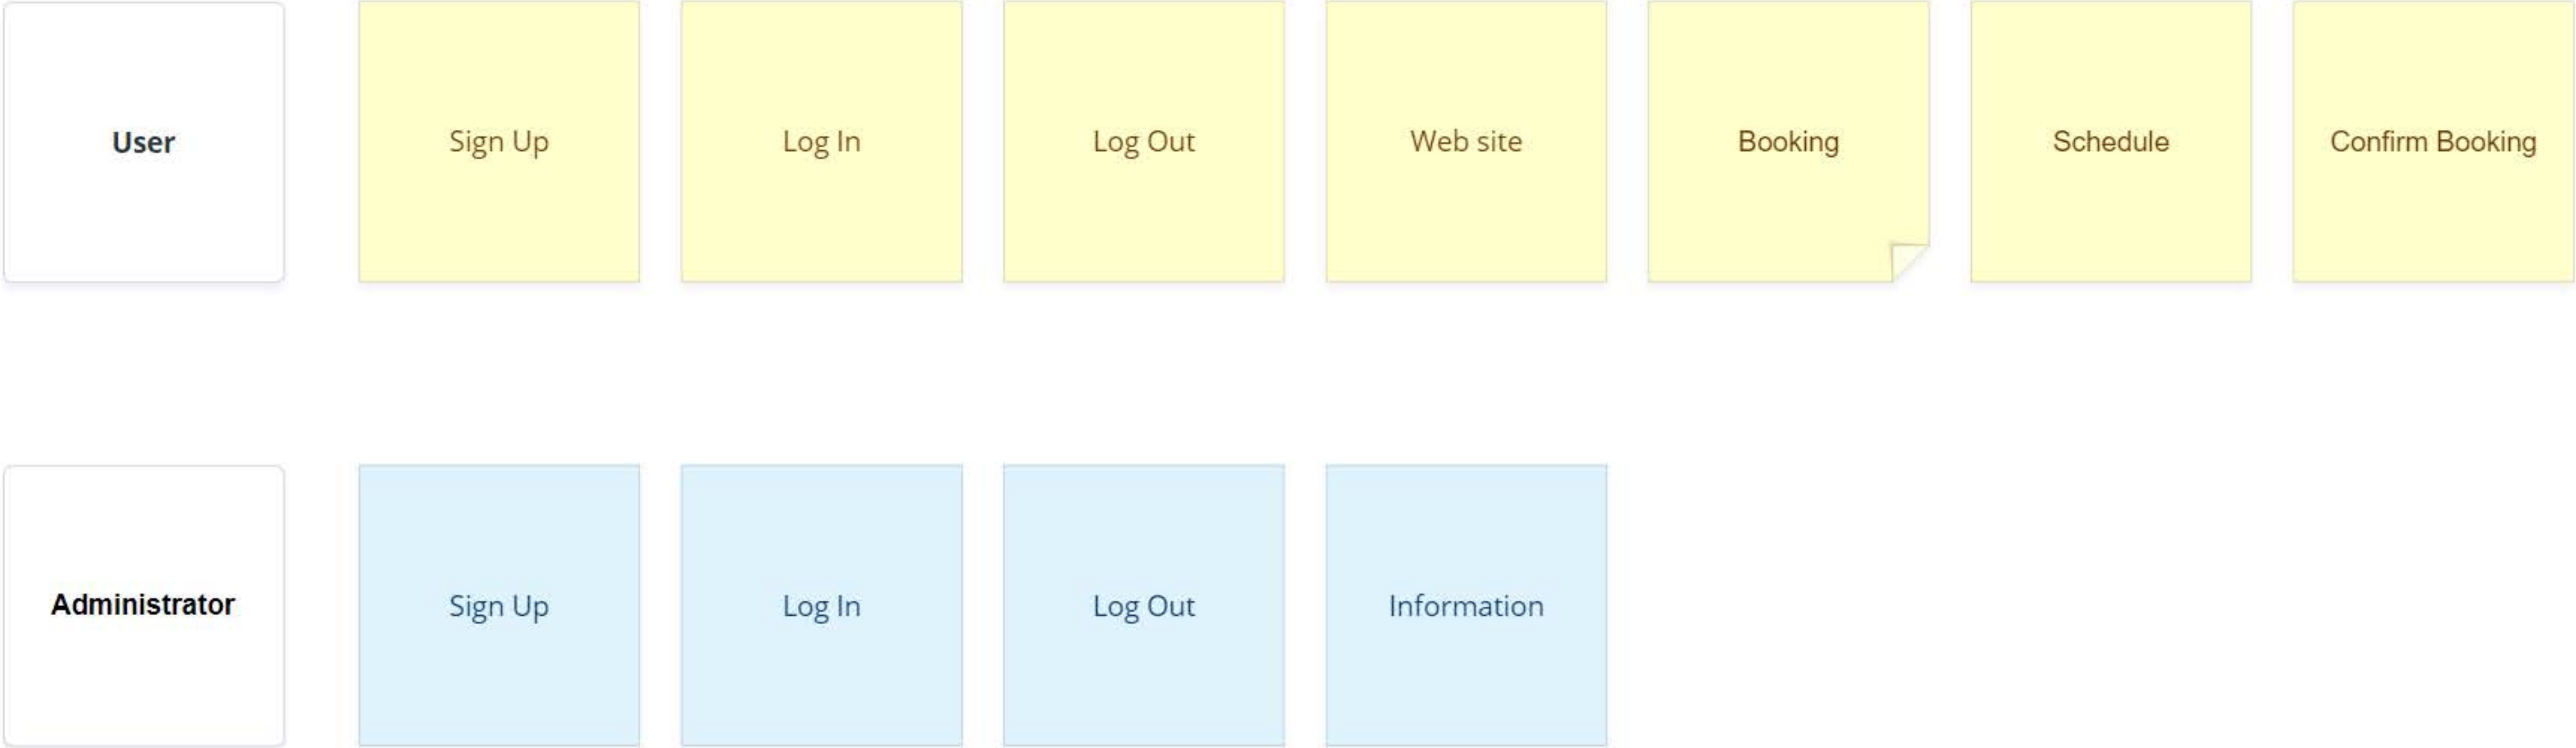 User
Sign Up
Log In
Log Out
Web site
Booking
Schedule
Confirm Booking
Administrator
Sign Up
Log In
Log Out
Information